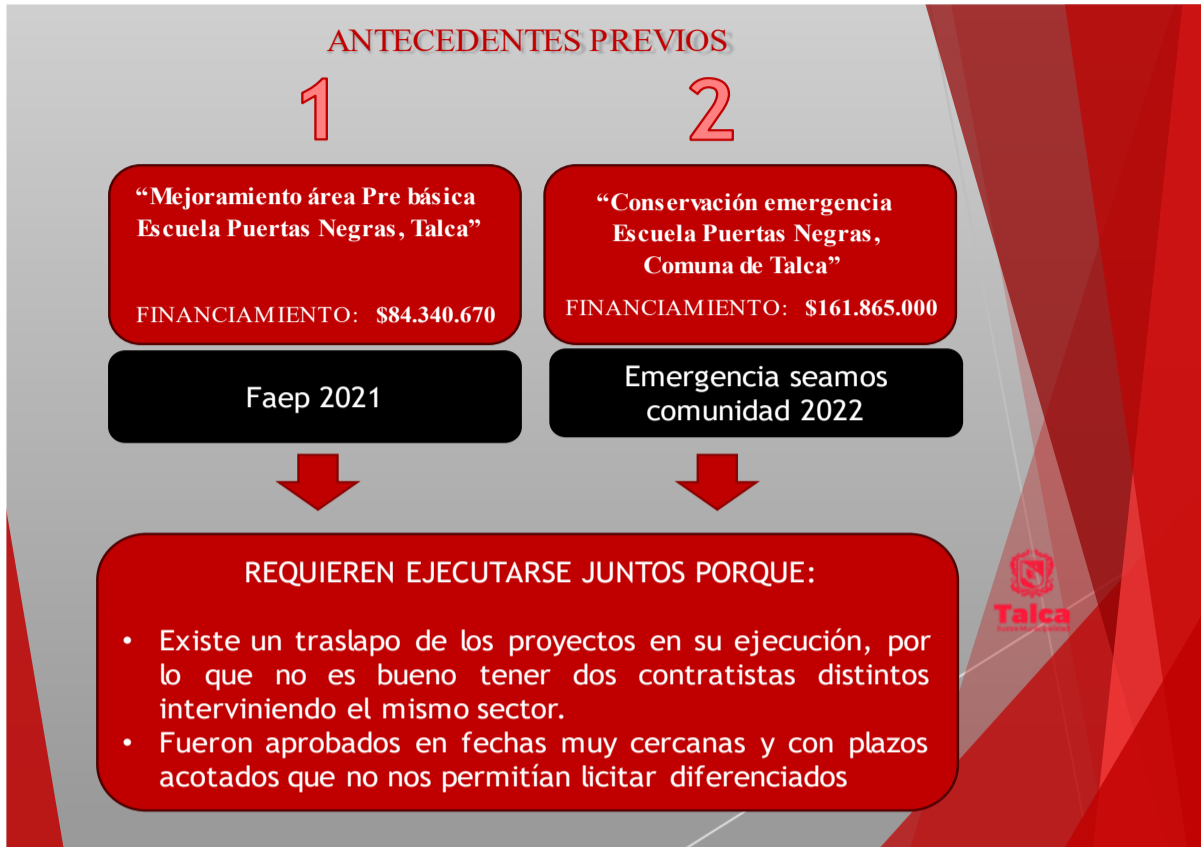 ANTECEDENTES PREVIOS
1
“Mejoramiento área Pre básica
Escuela Puertas Negras, Talca”
FINANCIAMIENTO: $84.340.670
Faep 2021
2
“Conservación emergencia
Escuela Puertas Negras,
Comuna de Talca”
FINANCIAMIENTO: $161.865.000
Emergencia seamos
comunidad 2022
REQUIEREN EJECUTARSE JUNTOS PORQUE:
• Existe un traslapo de los proyectos en su ejecución, por
lo que no es bueno tener dos contratistas distintos
interviniendo el mismo sector.
• Fueron aprobados en fechas muy cercanas y con plazos
acotados que no nos permitían licitar diferenciados
Talca